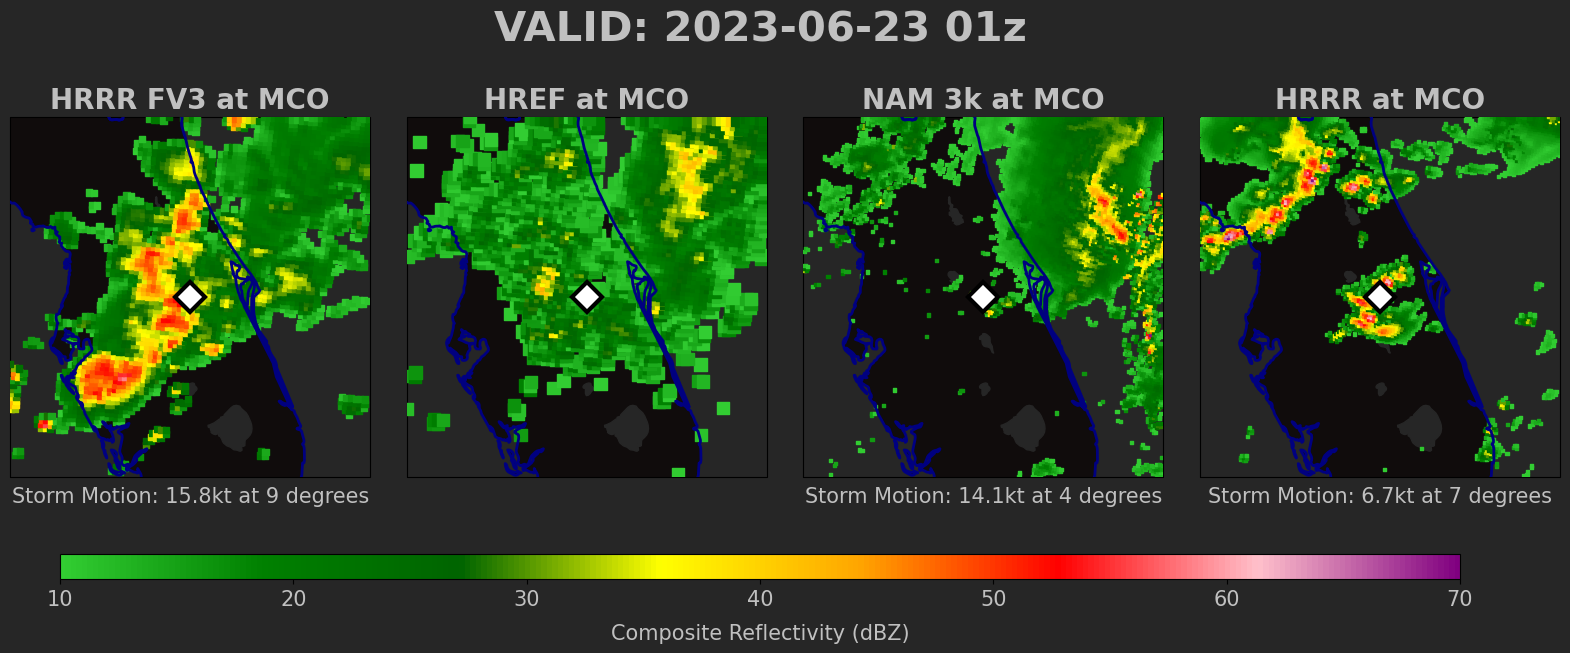 VALID: 2023-06-23 01z
HRRR FV3 at MCO
HREF at MCO
NAM 3k at MCO
HRRR at MCO
Storm Motion: 15.8kt at 9 degrees
Storm Motion: 14.1kt at 4 degrees
Storm Motion: 6.7kt at 7 degrees
10 20 30 40 50 60 70
Composite Reflectivity (dBZ)